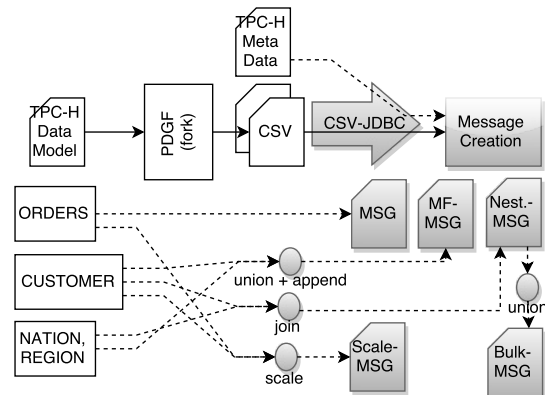 TPC-H
Meta
Data
TPC-H
Data
Model
PDGF
(fork)
CSV
CSV-JDBC
Message
Creation
ORDERS
MSG
MF-
MSG
Nest.-
MSG
CUSTOMER
union + append
union
join
NATION,
REGION
scale
Scale-
MSG
Bulk-
MSG